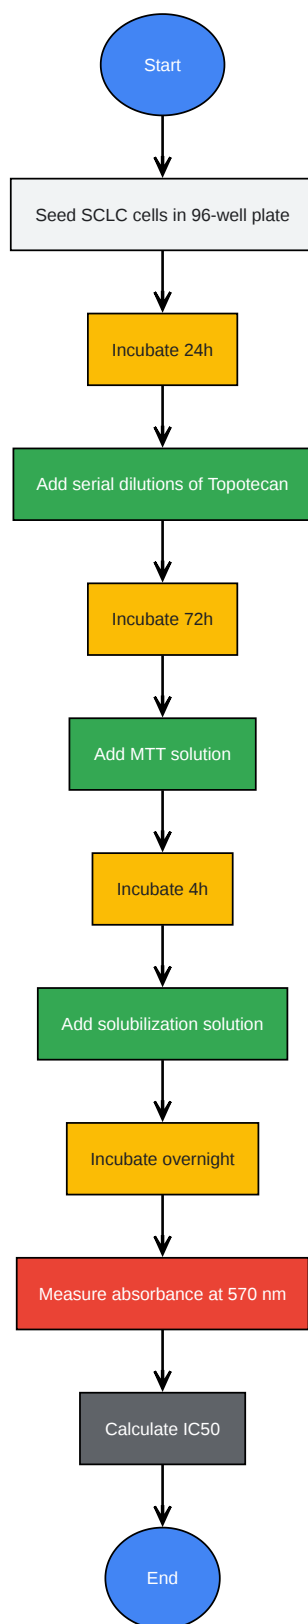 Start
Seed SCLC cells in 96-well plate
Incubate 24h
Add serial dilutions of Topotecan
Incubate 72h
Add MTT solution
Incubate 4h
Add solubilization solution
Incubate overnight
Measure absorbance at 570 nm
Calculate IC50
End